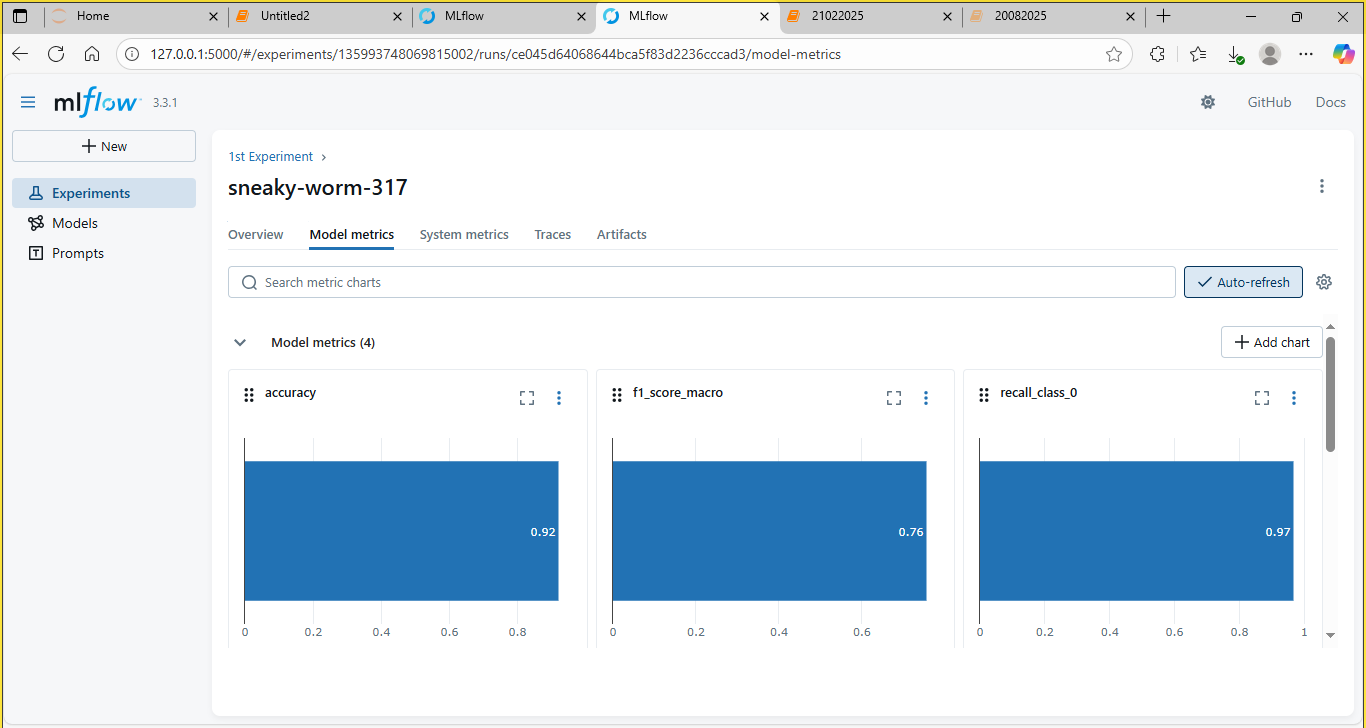 Home
Untitled2
MLflow
MLflow
21022025
20082025
127.0.0.1:5000/#/experiments/135993748069815002/runs/ce045d64068644bca5f83d2236cccad3/model-metrics
mlflow 3.3.1
GitHub
Docs
New
Experiments
Models
Prompts
1st Experiment
sneaky-worm-317
Overview Model metrics System metrics Traces Artifacts
Search metric charts
Auto-refresh
Model metrics (4)
Add chart
accuracy
0.92
0 0.2 0.4 0.6 0.8
f1_score_macro
0.76
0 0.2 0.4 0.6
recall_class_0
0.97
0 0.2 0.4 0.6 0.8 1